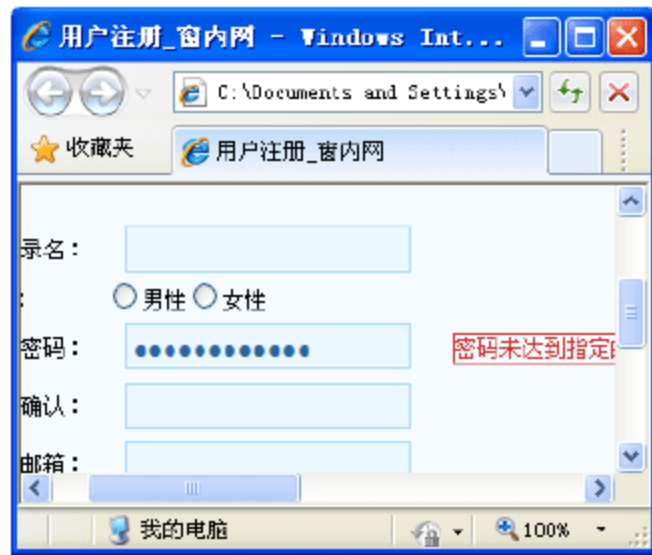 用户注册_窗内网 - Windows Int...
C:\Documents and Settings\
收藏夹
用户注册_窗内网
录名：
：
男性 女性
密码：
密码未达到指定
确认：
邮箱：
我的电脑
100%